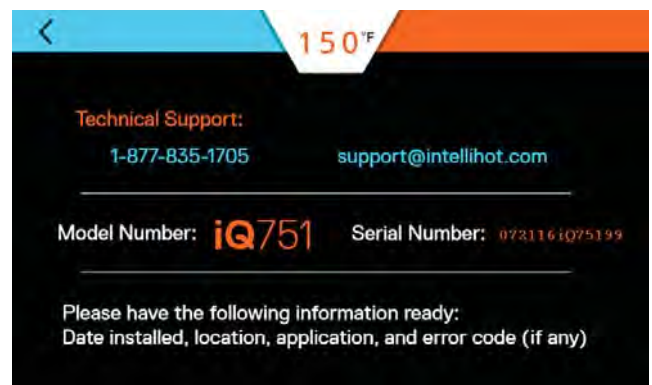 150°F
Technical Support:
1-877-835-1705 support@intellihot.com
Model Number: iQ751 Serial Number: 072116iQ75199
Please have the following information ready:
Date installed, location, application, and error code (if any)